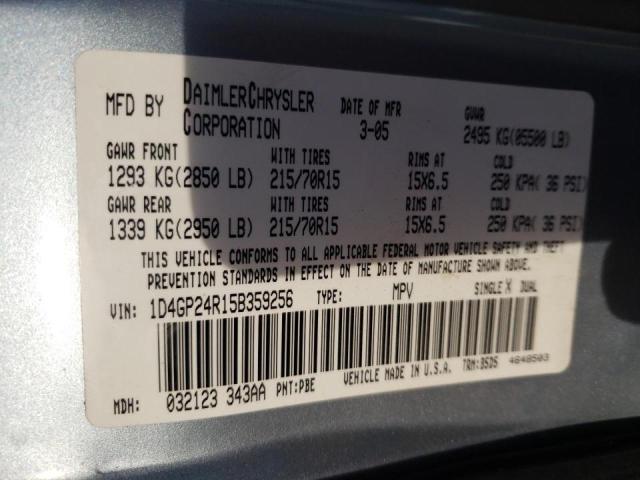 MFD BY DAIMLERCHRYSLER CORPORATION DATE OF MFR 3-05 GVWR 2495 KG(05500 LB)
GAWR FRONT WITH TIRES RIMS AT COLD
1293 KG(2850 LB) 215/70R15 15X6.5 250 KPA( 36 PSI)
GAWR REAR WITH TIRES RIMS AT COLD
1339 KG(2950 LB) 215/70R15 15X6.5 250 KPA( 36 PSI)
THIS VEHICLE CONFORMS TO ALL APPLICABLE FEDERAL MOTOR VEHICLE SAFETY AND THEFT
PREVENTION STANDARDS IN EFFECT ON THE DATE OF MANUFACTURE SHOWN ABOVE.
VIN: 1D4GP24R15B359256 TYPE: MPV SINGLE X DUAL
MDH: 032123 343AA PNT:PBE VEHICLE MADE IN U.S.A. TRM:B5D5 4648503